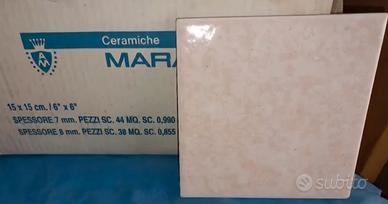 Ceramiche
MARA
AM
15 x 15 cm. / 6" x 6"
SPESSORE 7 mm. PEZZI SC. 44 MQ. SC. 0,990
SPESSORE 8 mm. PEZZI SC. 38 MQ. SC. 0,855
subito